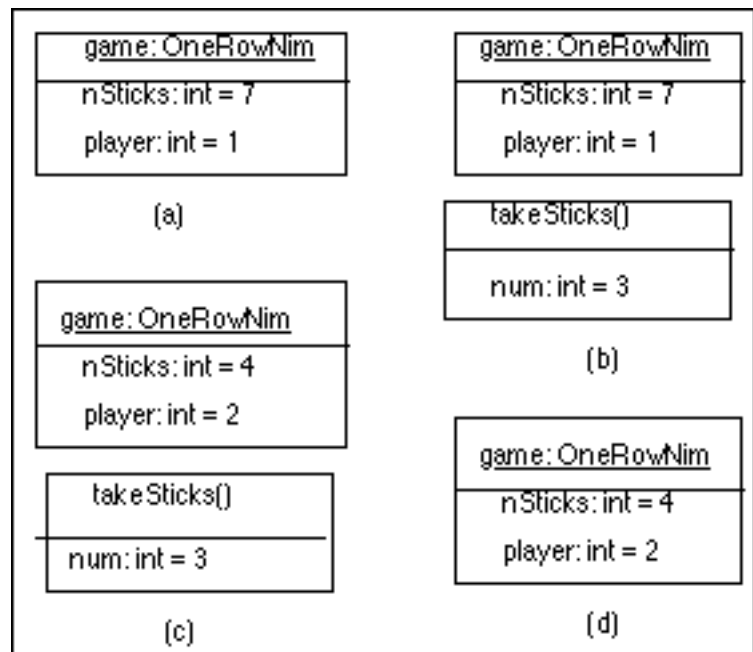 game: OneRowNim
nSticks: int = 7
player: int = 1
(a)
game: OneRowNim
nSticks: int = 7
player: int = 1
takeSticks()
num: int = 3
(b)
game: OneRowNim
nSticks: int = 4
player: int = 2
takeSticks()
num: int = 3
(c)
game: OneRowNim
nSticks: int = 4
player: int = 2
(d)